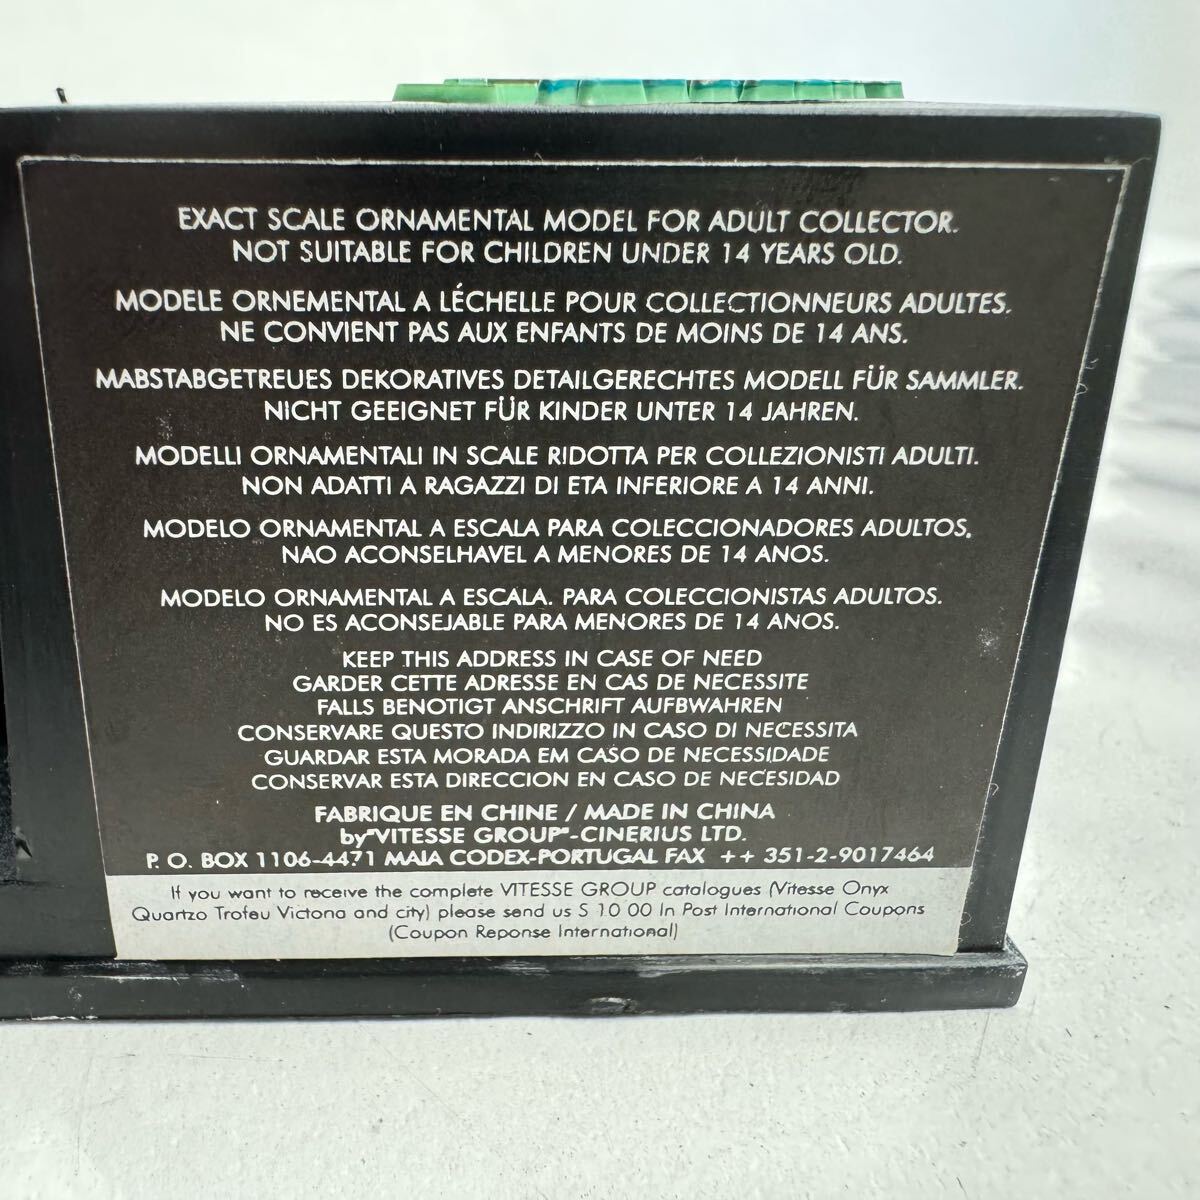 EXACT SCALE ORNAMENTAL MODEL FOR ADULT COLLECTOR.
NOT SUITABLE FOR CHILDREN UNDER 14 YEARS OLD.
MODELE ORNEMENTAL A LÉCHELLE POUR COLLECTIONNEURS ADULTES.
NE CONVIENT PAS AUX ENFANTS DE MOINS DE 14 ANS.
MABSTABGETREUES DEKORATIVES DETAILGERECHTES MODELL FÜR SAMMLER.
NICHT GEEIGNET FÜR KINDER UNTER 14 JAHREN.
MODELLI ORNAMENTALI IN SCALE RIDOTTA PER COLLEZIONISTI ADULTI.
NON ADATTI A RAGAZZI DI ETA INFERIORE A 14 ANNI.
MODELO ORNAMENTAL A ESCALA PARA COLECCIONADORES ADULTOS,
NAO ACONSELHAVEL A MENORES DE 14 ANOS.
MODELO ORNAMENTAL A ESCALA. PARA COLECCIONISTAS ADULTOS.
NO ES ACONSEJABLE PARA MENORES DE 14 ANOS.
KEEP THIS ADDRESS IN CASE OF NEED
GARDER CETTE ADRESSE EN CAS DE NECESSITE
FALLS BENOTIGT ANSCHRIFT AUFBWAHREN
CONSERVARE QUESTO INDIRIZZO IN CASO DI NECESSITA
GUARDAR ESTA MORADA EM CASO DE NECESSIDADE
CONSERVAR ESTA DIRECCION EN CASO DE NECESIDAD
FABRIQUE EN CHINE / MADE IN CHINA
by"VITESSE GROUP"-CINERIUS LTD.
P. O. BOX 1106-4471 MAIA CODEX-PORTUGAL FAX ++ 351-2-9017464
If you want to receive the complete VITESSE GROUP catalogues (Vitesse Onyx
Quartzo Trofeu Victoria and city) please send us S 10 00 In Post International Coupons
(Coupon Reponse International)